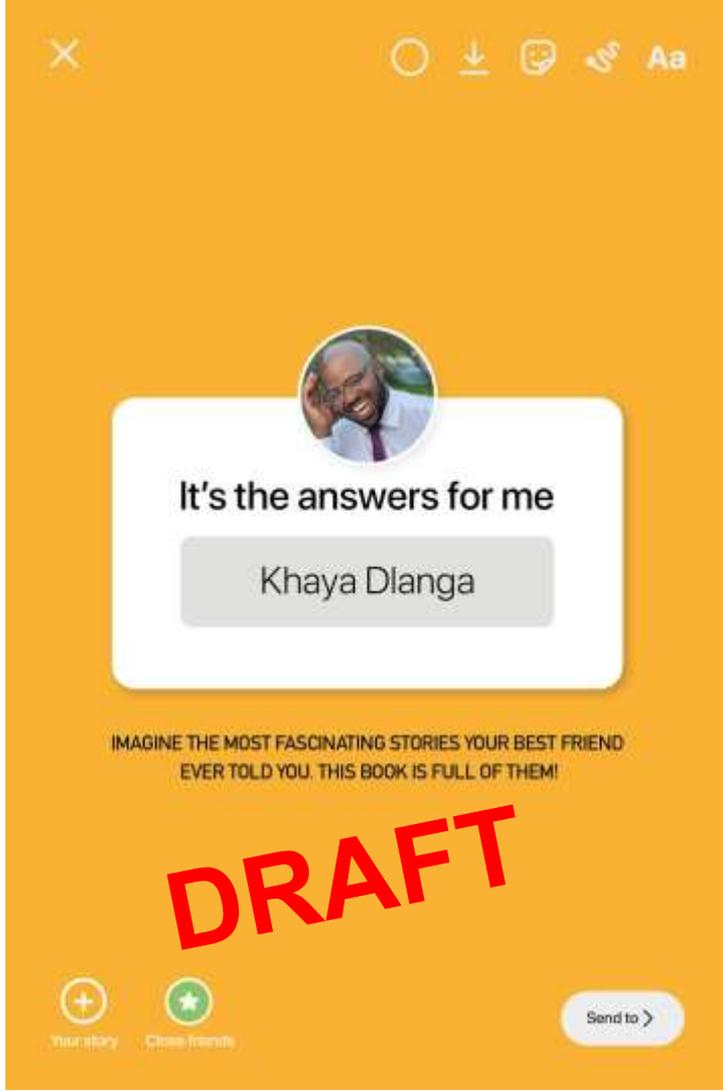 Aa
It's the answers for me
Khaya Dlanga
IMAGINE THE MOST FASCINATING STORIES YOUR BEST FRIEND
EVER TOLD YOU. THIS BOOK IS FULL OF THEM!
DRAFT
Your story Close friends
Send to